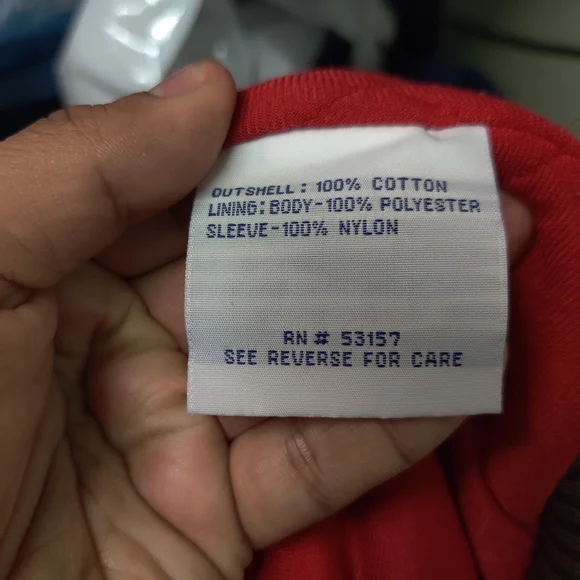 OUTSHELL: 100% COTTON
LINING: BODY-100% POLYESTER
SLEEVE-100% NYLON
RN # 53157
SEE REVERSE FOR CARE